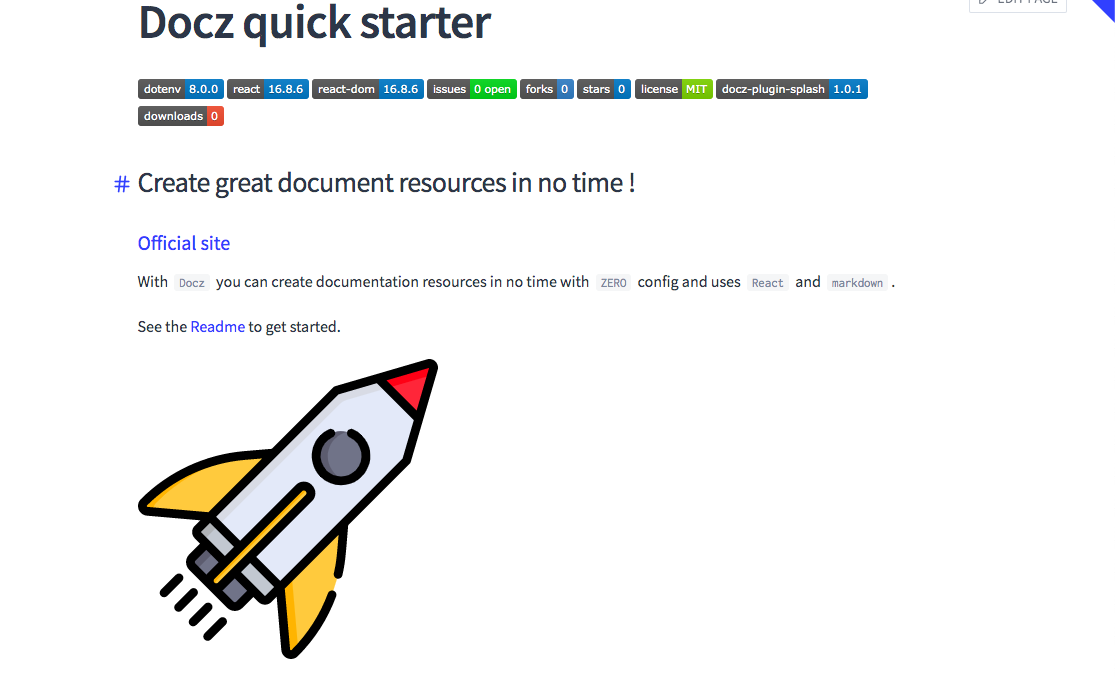 Docz quick starter
EDIT PAGE
dotenv 8.0.0 react 16.8.6 react-dom 16.8.6 issues 0 open forks 0 stars 0 license MIT docz-plugin-splash 1.0.1
downloads 0
# Create great document resources in no time !
Official site
With Docz you can create documentation resources in no time with ZERO config and uses React and markdown .
See the Readme to get started.